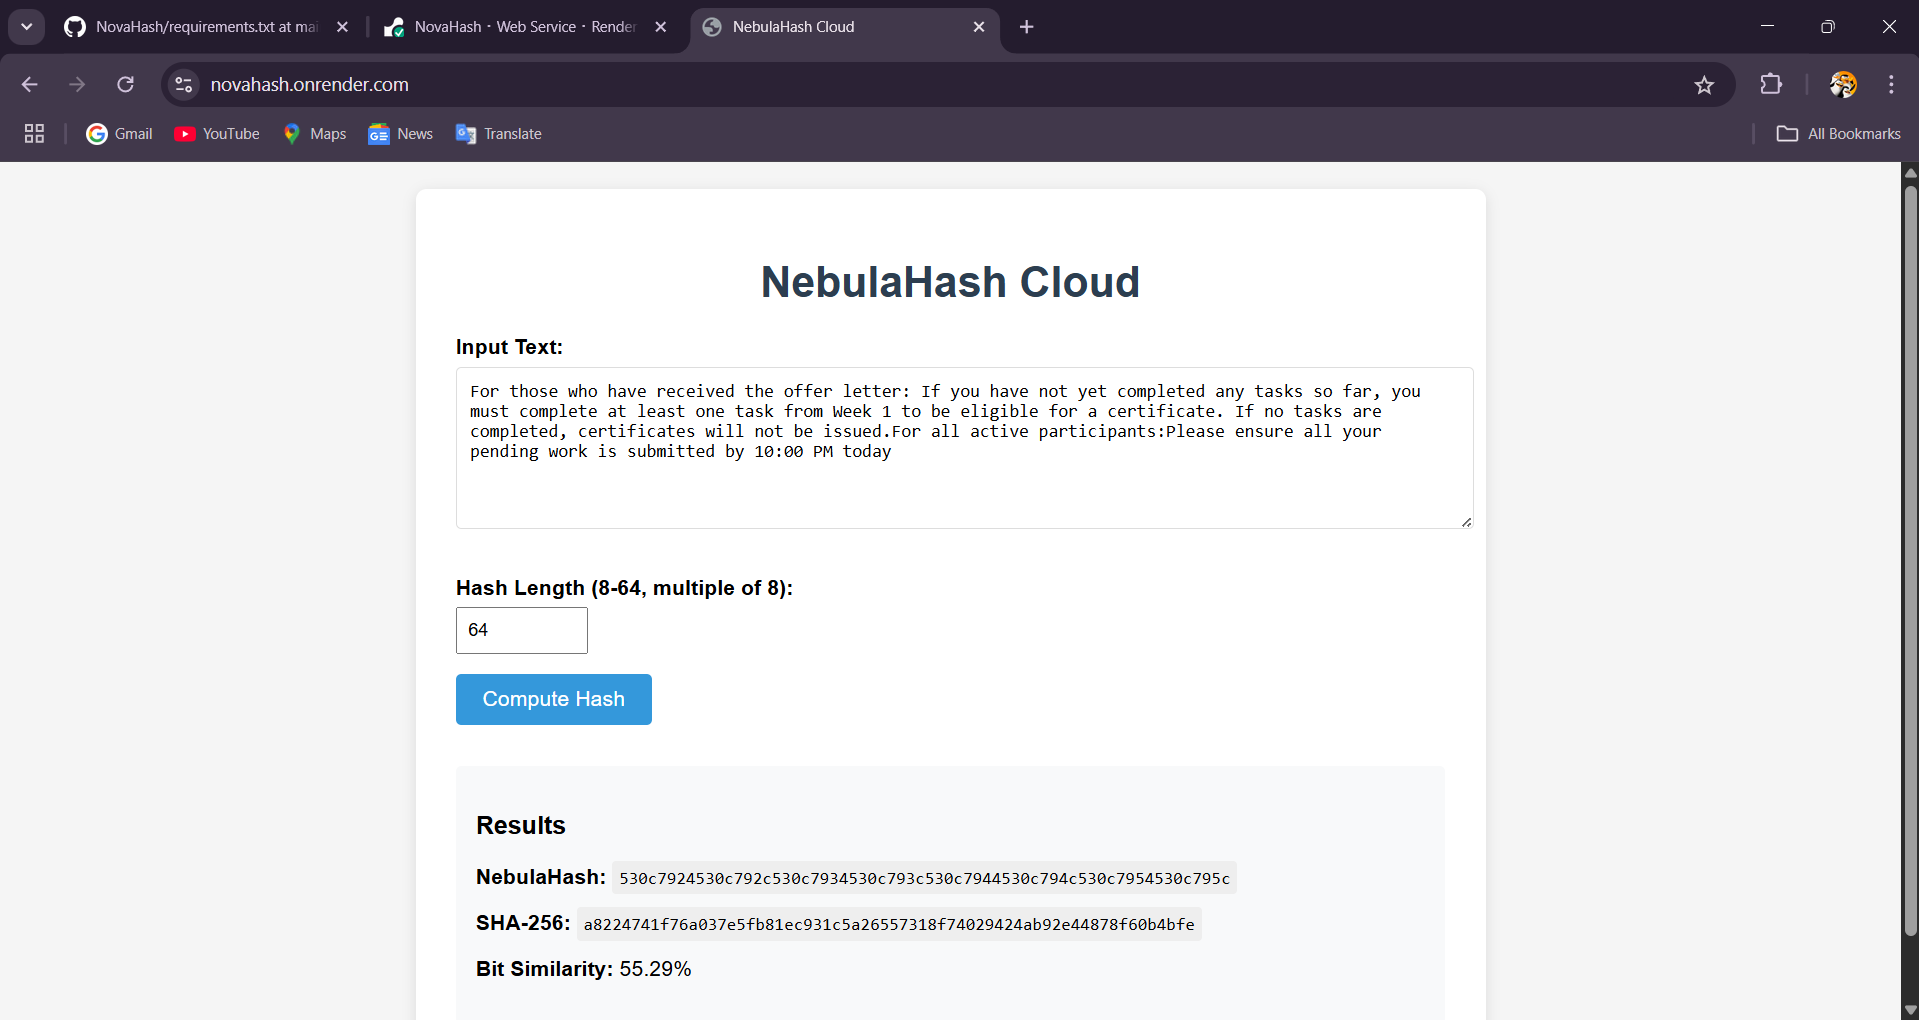 NovaHash/requirements.txt at mai
NovaHash · Web Service · Render
NebulaHash Cloud
novahash.onrender.com
Gmail
YouTube
Maps
News
Translate
All Bookmarks
NebulaHash Cloud
Input Text:
For those who have received the offer letter: If you have not yet completed any tasks so far, you
must complete at least one task from Week 1 to be eligible for a certificate. If no tasks are
completed, certificates will not be issued.For all active participants:Please ensure all your
pending work is submitted by 10:00 PM today
Hash Length (8-64, multiple of 8):
64
Compute Hash
Results
NebulaHash: 530c7924530c792c530c7934530c793c530c7944530c794c530c7954530c795c
SHA-256: a8224741f76a037e5fb81ec931c5a26557318f74029424ab92e44878f60b4bfe
Bit Similarity: 55.29%